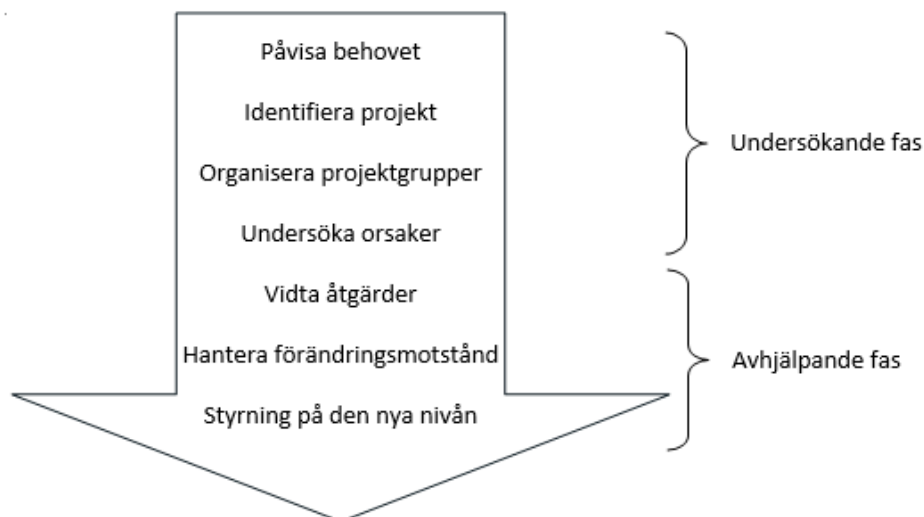 Påvisa behovet
Identifiera projekt
Organisera projektgrupper
Undersöka orsaker
Vidta åtgärder
Hantera förändringsmotstånd
Styrning på den nya nivån
Undersökande fas
Avhjälpande fas